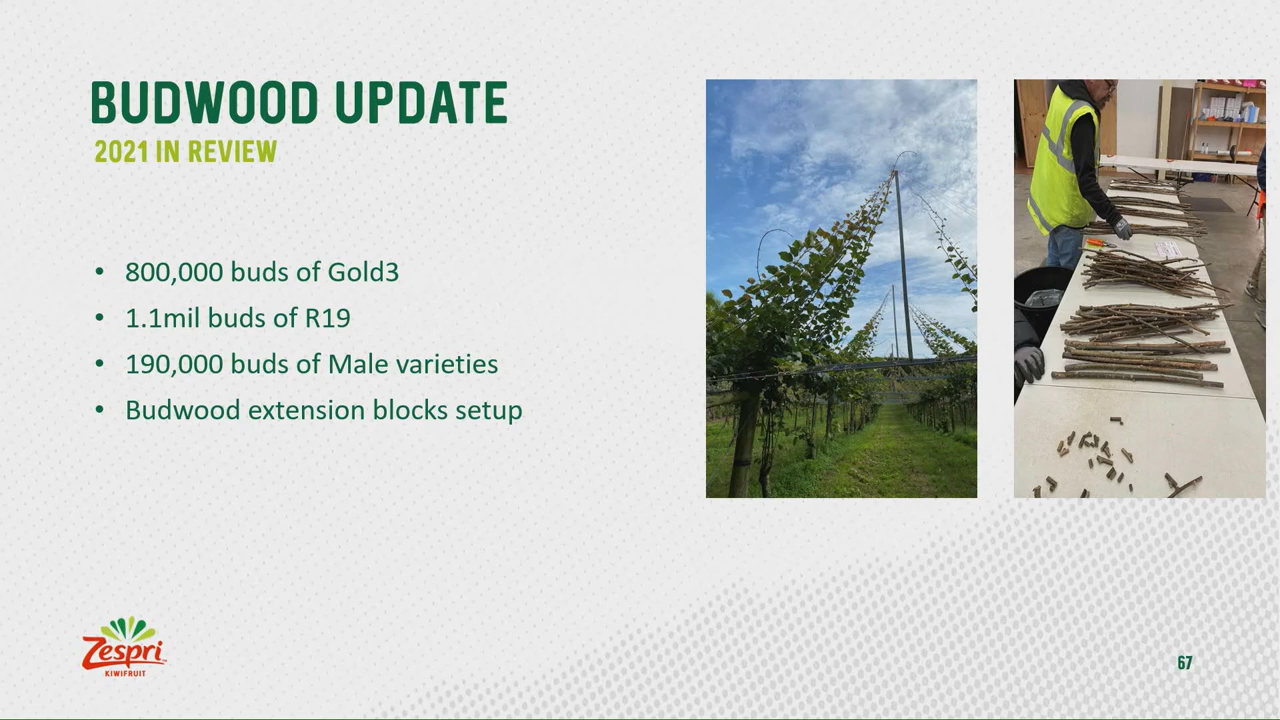 BUDWOOD UPDATE
2021 IN REVIEW
• 800,000 buds of Gold3
• 1.1mil buds of R19
• 190,000 buds of Male varieties
• Budwood extension blocks setup
Zespri
KIWIFRUIT
67